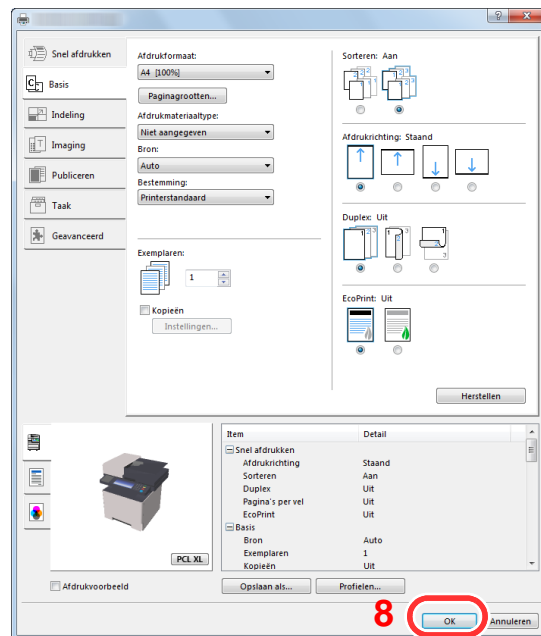 Snel afdrukken
Basis
Indeling
Imaging
Publiceren
Taak
Geavanceerd
Afdrukformaat:
A4 [100%]
Paginagrootten...
Afdrukmateriaaltype:
Niet aangegeven
Bron:
Auto
Bestemming:
Printerstandaard
Exemplaren:
1
Kopieën
Instellingen...
Sorteren: Aan
Afdrukrichting: Staand
Duplex: Uit
EcoPrint: Uit
Herstellen
PCL XL
Item Detail
Snel afdrukken
Afdrukrichting Staand
Sorteren Aan
Duplex Uit
Pagina's per vel Uit
EcoPrint Uit
Basis
Bron Auto
Exemplaren 1
Kopieën Uit
Afdrukvoorbeeld
Opslaan als... Profielen...
8 OK Annuleren